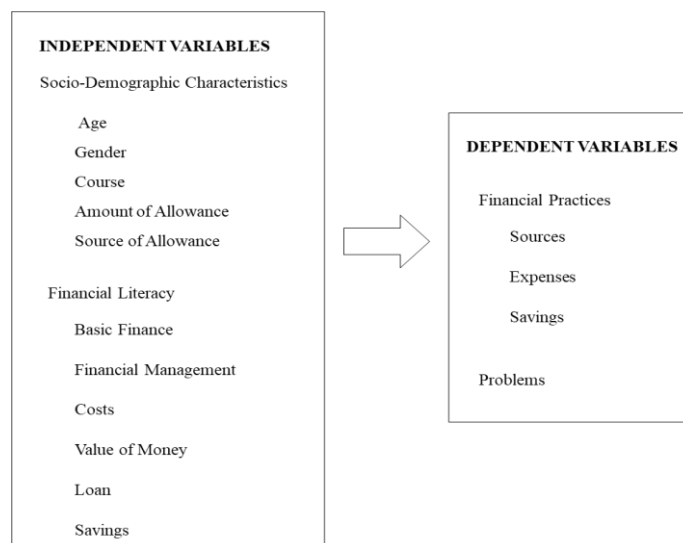 INDEPENDENT VARIABLES
Socio-Demographic Characteristics
Age
Gender
Course
Amount of Allowance
Source of Allowance
Financial Literacy
Basic Finance
Financial Management
Costs
Value of Money
Loan
Savings
DEPENDENT VARIABLES
Financial Practices
Sources
Expenses
Savings
Problems